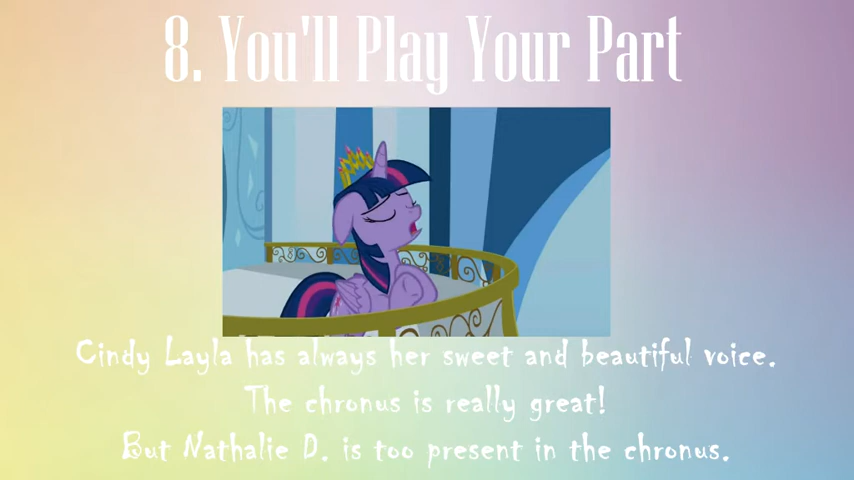 8. You'll Play Your Part
Cindy Layla has always her sweet and beautiful voice.
The chronus is really great!
But Nathalie D. is too present in the chronus.